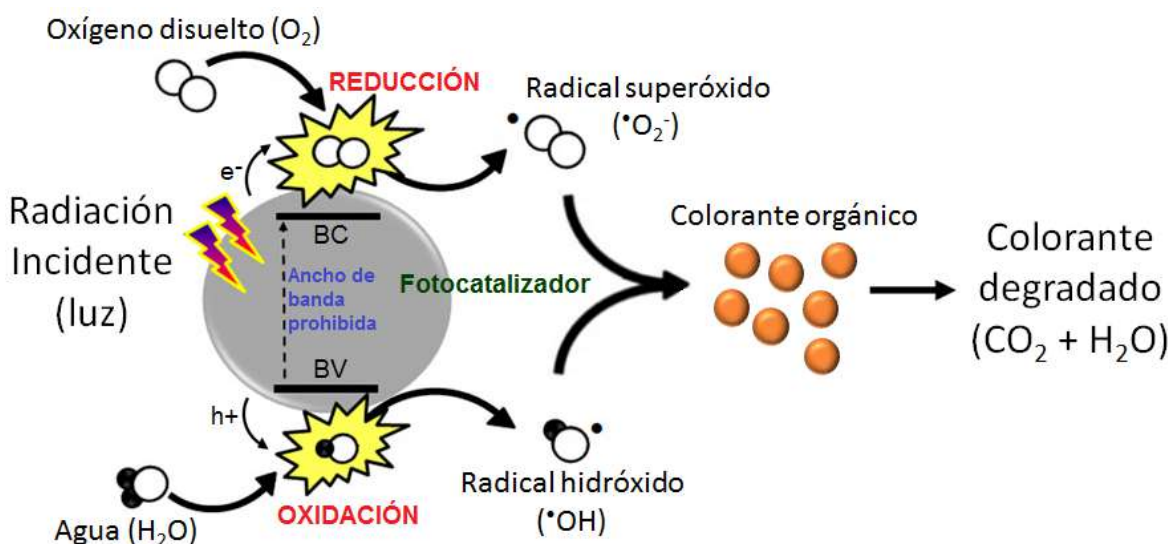 Oxígeno disuelto (O₂)
REDUCCIÓN
Radical superóxido
(•O₂⁻)
e⁻
Radiación
Incidente
(luz)
BC
Ancho de
banda
prohibida
Fotocatalizador
BV
Colorante orgánico
Colorante
degradado
(CO₂ + H₂O)
h+
Agua (H₂O)
OXIDACIÓN
Radical hidróxido
(•OH)